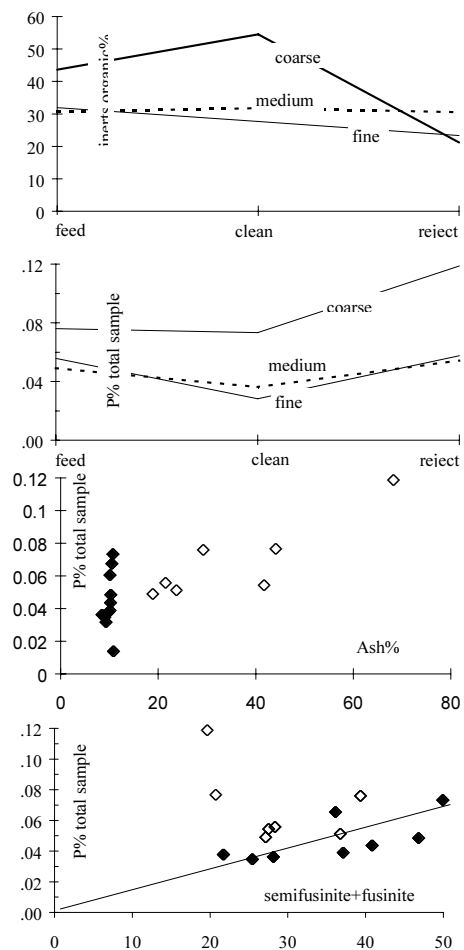 60
50
40
30
20
10
0
inerts organic%
coarse
medium
fine
feed clean reject
.12
.08
.04
.00
P% total sample
coarse
medium
fine
feed clean reject
0.12
0.1
0.08
0.06
0.04
0.02
0
P% total sample
Ash%
0 20 40 60 80
.12
.10
.08
.06
.04
.02
.00
P% total sample
semifusinite+fusinite
0 10 20 30 40 50